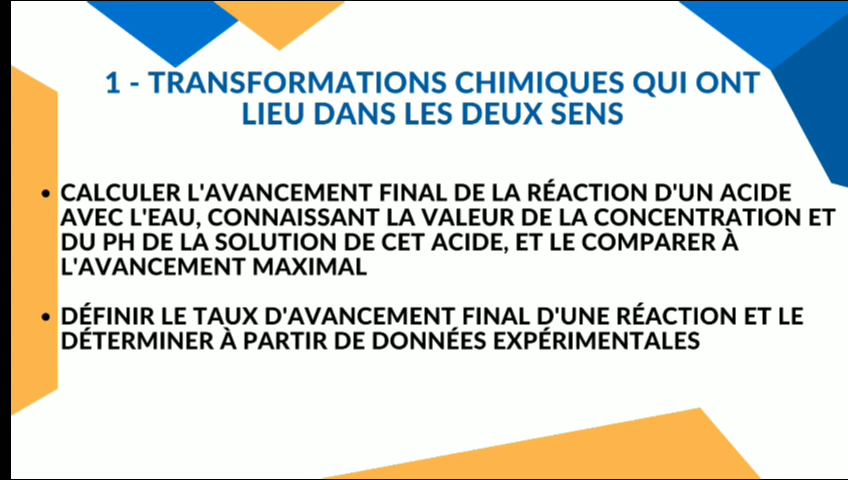 1 - TRANSFORMATIONS CHIMIQUES QUI ONT
LIEU DANS LES DEUX SENS
• CALCULER L'AVANCEMENT FINAL DE LA RÉACTION D'UN ACIDE
AVEC L'EAU, CONNAISSANT LA VALEUR DE LA CONCENTRATION ET
DU PH DE LA SOLUTION DE CET ACIDE, ET LE COMPARER À
L'AVANCEMENT MAXIMAL
• DÉFINIR LE TAUX D'AVANCEMENT FINAL D'UNE RÉACTION ET LE
DÉTERMINER À PARTIR DE DONNÉES EXPÉRIMENTALES